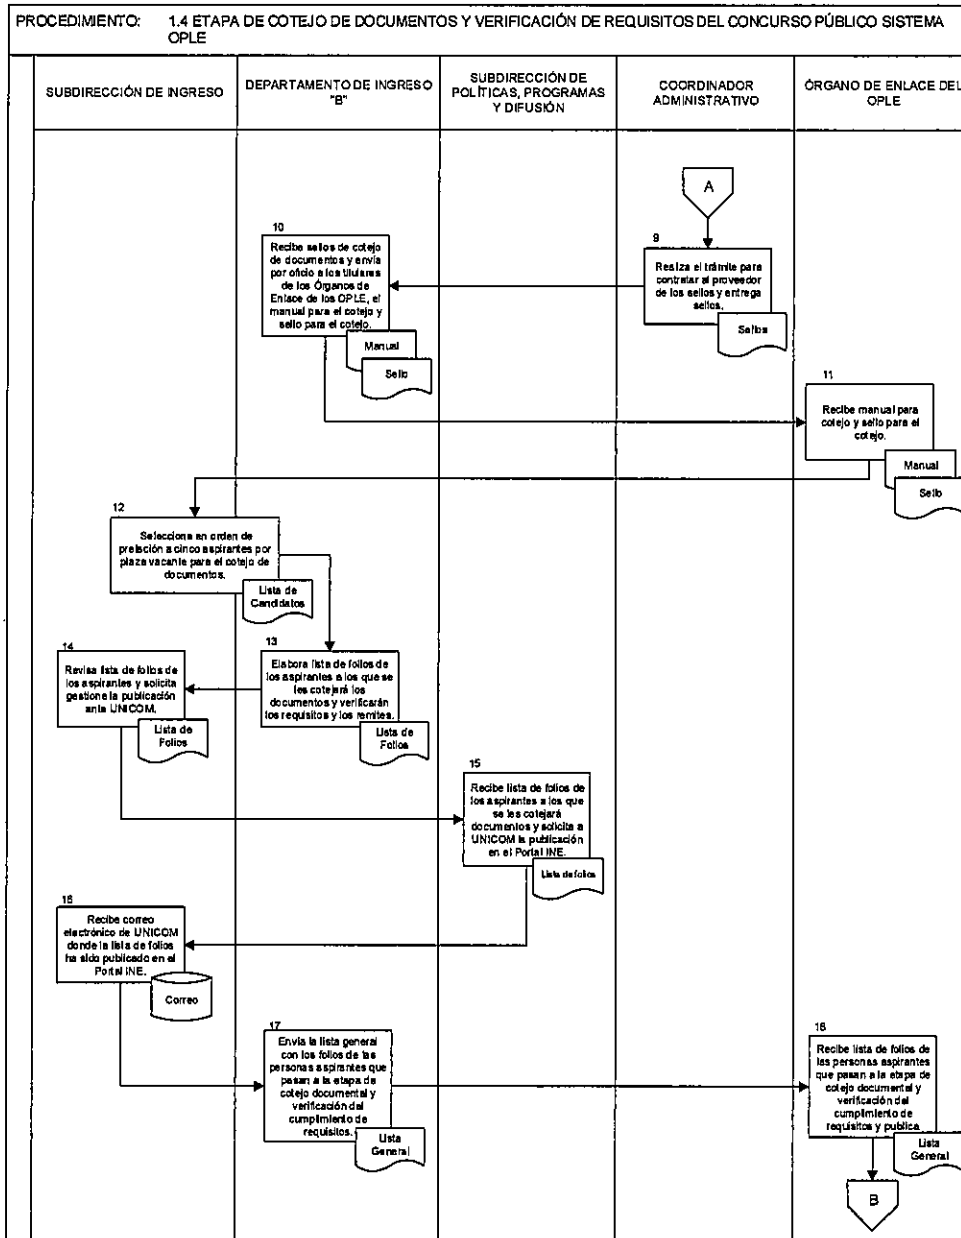 PROCEDIMIENTO: 1.4 ETAPA DE COTEJO DE DOCUMENTOS Y VERIFICACIÓN DE REQUISITOS DEL CONCURSO PÚBLICO SISTEMA
OPLE
SUBDIRECCIÓN DE INGRESO
DEPARTAMENTO DE INGRESO
"B"
SUBDIRECCIÓN DE
POLÍTICAS, PROGRAMAS
Y DIFUSIÓN
COORDINADOR
ADMINISTRATIVO
ÓRGANO DE ENLACE DEL
OPLE
A
9
Realiza el trámite para
contratar al proveedor
de los sellos y entrega
sellos.
Sellos
10
Recibe sellos de cotejo
de documentos y envía
por oficio a los titulares
de los Órganos de
Enlace de los OPLE, el
manual para el cotejo y
sello para el cotejo.
Manual
Sello
11
Recibe manual para
cotejo y sello para el
cotejo.
Manual
Sello
12
Selecciona en orden de
prelación a cinco aspirantes por
plaza vacante para el cotejo de
documentos.
Lista de
Candidatos
13
Elabora lista de folios de
los aspirantes a los que se
les cotejará los
documentos y verificarán
los requisitos y los remites.
Lista de
Folios
14
Revisa lista de folios de
los aspirantes y solicita
gestione la publicación
ante UNICOM.
Lista de
Folios
15
Recibe lista de folios de
los aspirantes a los que
se les cotejará
documentos y solicita a
UNICOM la publicación
en el Portal INE.
Lista de folios
16
Recibe correo
electrónico de UNICOM
donde la lista de folios
ha sido publicado en el
Portal INE.
Correo
17
Envía la lista general
con los folios de las
personas aspirantes que
pasan a la etapa de
cotejo documental y
verificación del
cumplimiento de
requisitos.
Lista
General
18
Recibe lista de folios de
las personas aspirantes
que pasan a la etapa de
cotejo documental y
verificación del
cumplimiento de
requisitos y publica
Lista
General
B